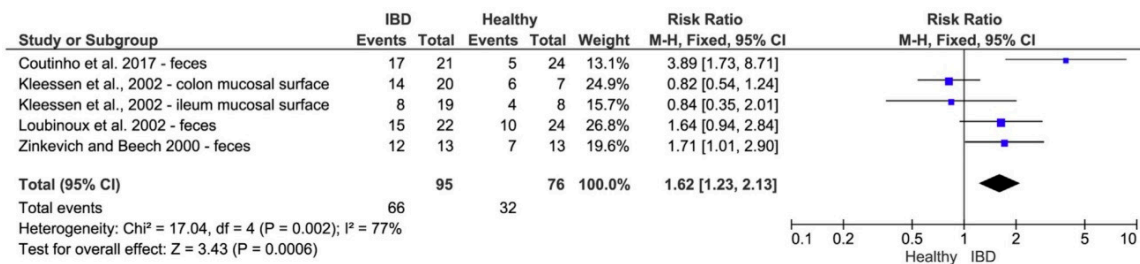 IBD Healthy Risk Ratio Risk Ratio
Study or Subgroup Events Total Events Total Weight M-H, Fixed, 95% CI M-H, Fixed, 95% CI
Coutinho et al. 2017 - feces 17 21 5 24 13.1% 3.89 [1.73, 8.71]
Kleessen et al., 2002 - colon mucosal surface 14 20 6 7 24.9% 0.82 [0.54, 1.24]
Kleessen et al., 2002 - ileum mucosal surface 8 19 4 8 15.7% 0.84 [0.35, 2.01]
Loubinoux et al. 2002 - feces 15 22 10 24 26.8% 1.64 [0.94, 2.84]
Zinkevich and Beech 2000 - feces 12 13 7 13 19.6% 1.71 [1.01, 2.90]
Total (95% CI) 95 76 100.0% 1.62 [1.23, 2.13]
Total events 66 32
Heterogeneity: Chi² = 17.04, df = 4 (P = 0.002); I² = 77%
Test for overall effect: Z = 3.43 (P = 0.0006)
0.1 0.2 0.5 1 2 5 10
Healthy IBD